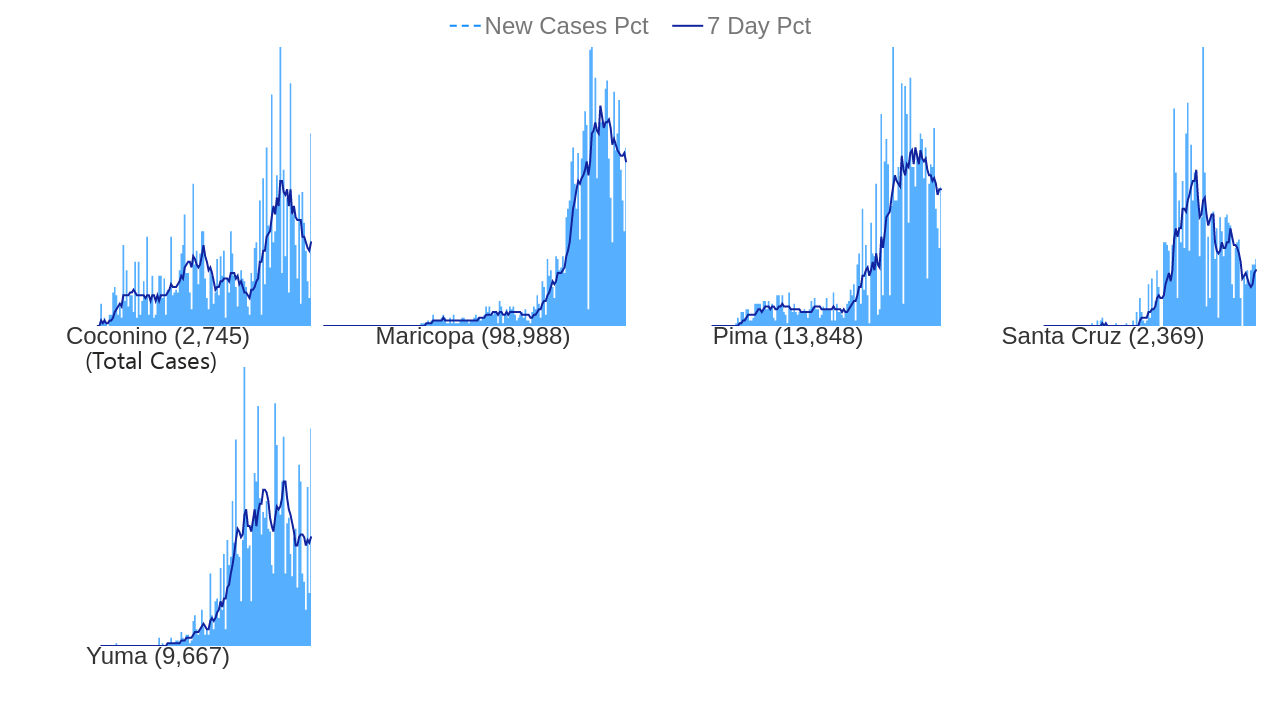 New Cases Pct 7 Day Pct
Coconino (2,745) Maricopa (98,988) Pima (13,848) Santa Cruz (2,369)
(Total Cases)
Yuma (9,667)